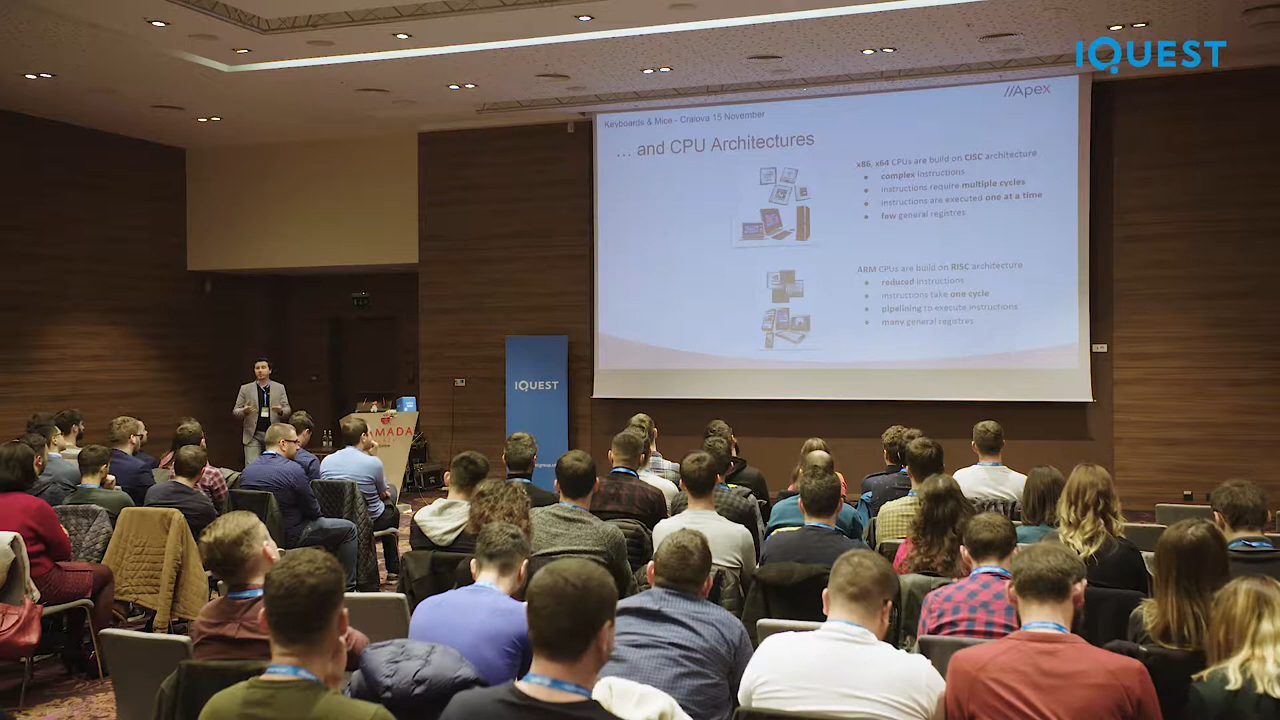 IQUEST
//Apex
Keyboards & Mice - Craiova 15 November
... and CPU Architectures
x86, x64 CPUs are build on CISC architecture
● complex instructions
● instructions require multiple cycles
● instructions are executed one at a time
● few general registres
ARM CPUs are build on RISC architecture
● reduced instructions
● instructions take one cycle
● pipelining to execute instructions
● many general registres
IQUEST
AMADA